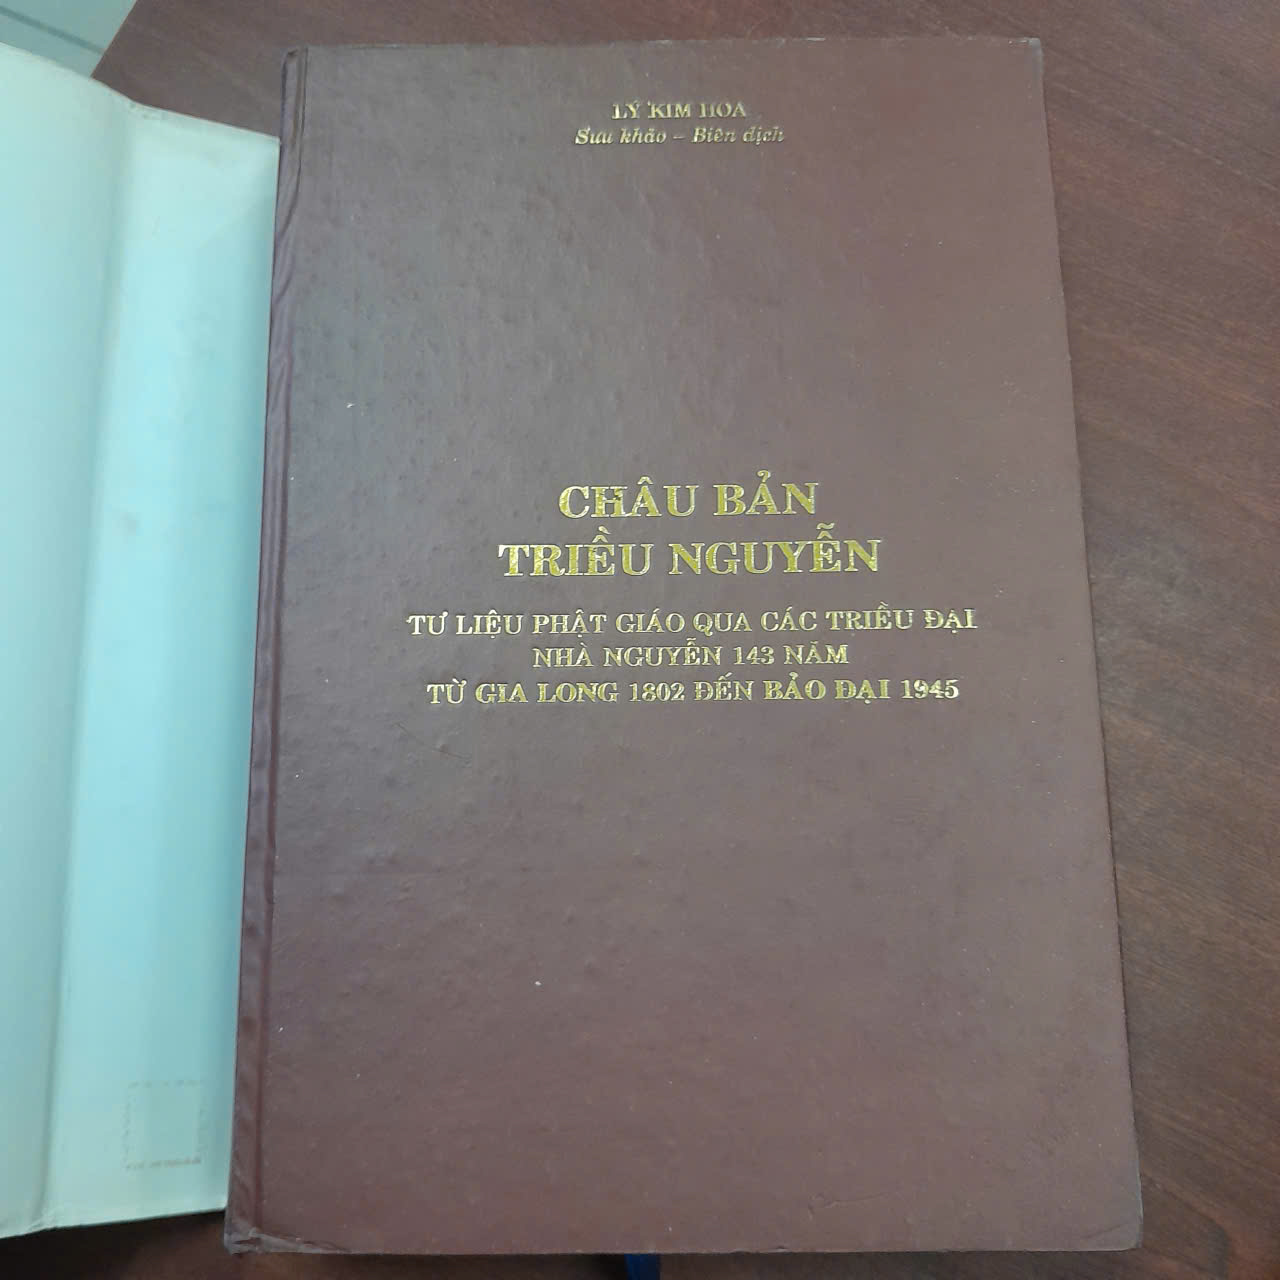 LÝ KIM HOA
Sưu khảo – Biên dịch
CHÂU BẢN
TRIỀU NGUYỄN
TƯ LIỆU PHẬT GIÁO QUA CÁC TRIỀU ĐẠI
NHÀ NGUYỄN 143 NĂM
TỪ GIA LONG 1802 ĐẾN BẢO ĐẠI 1945